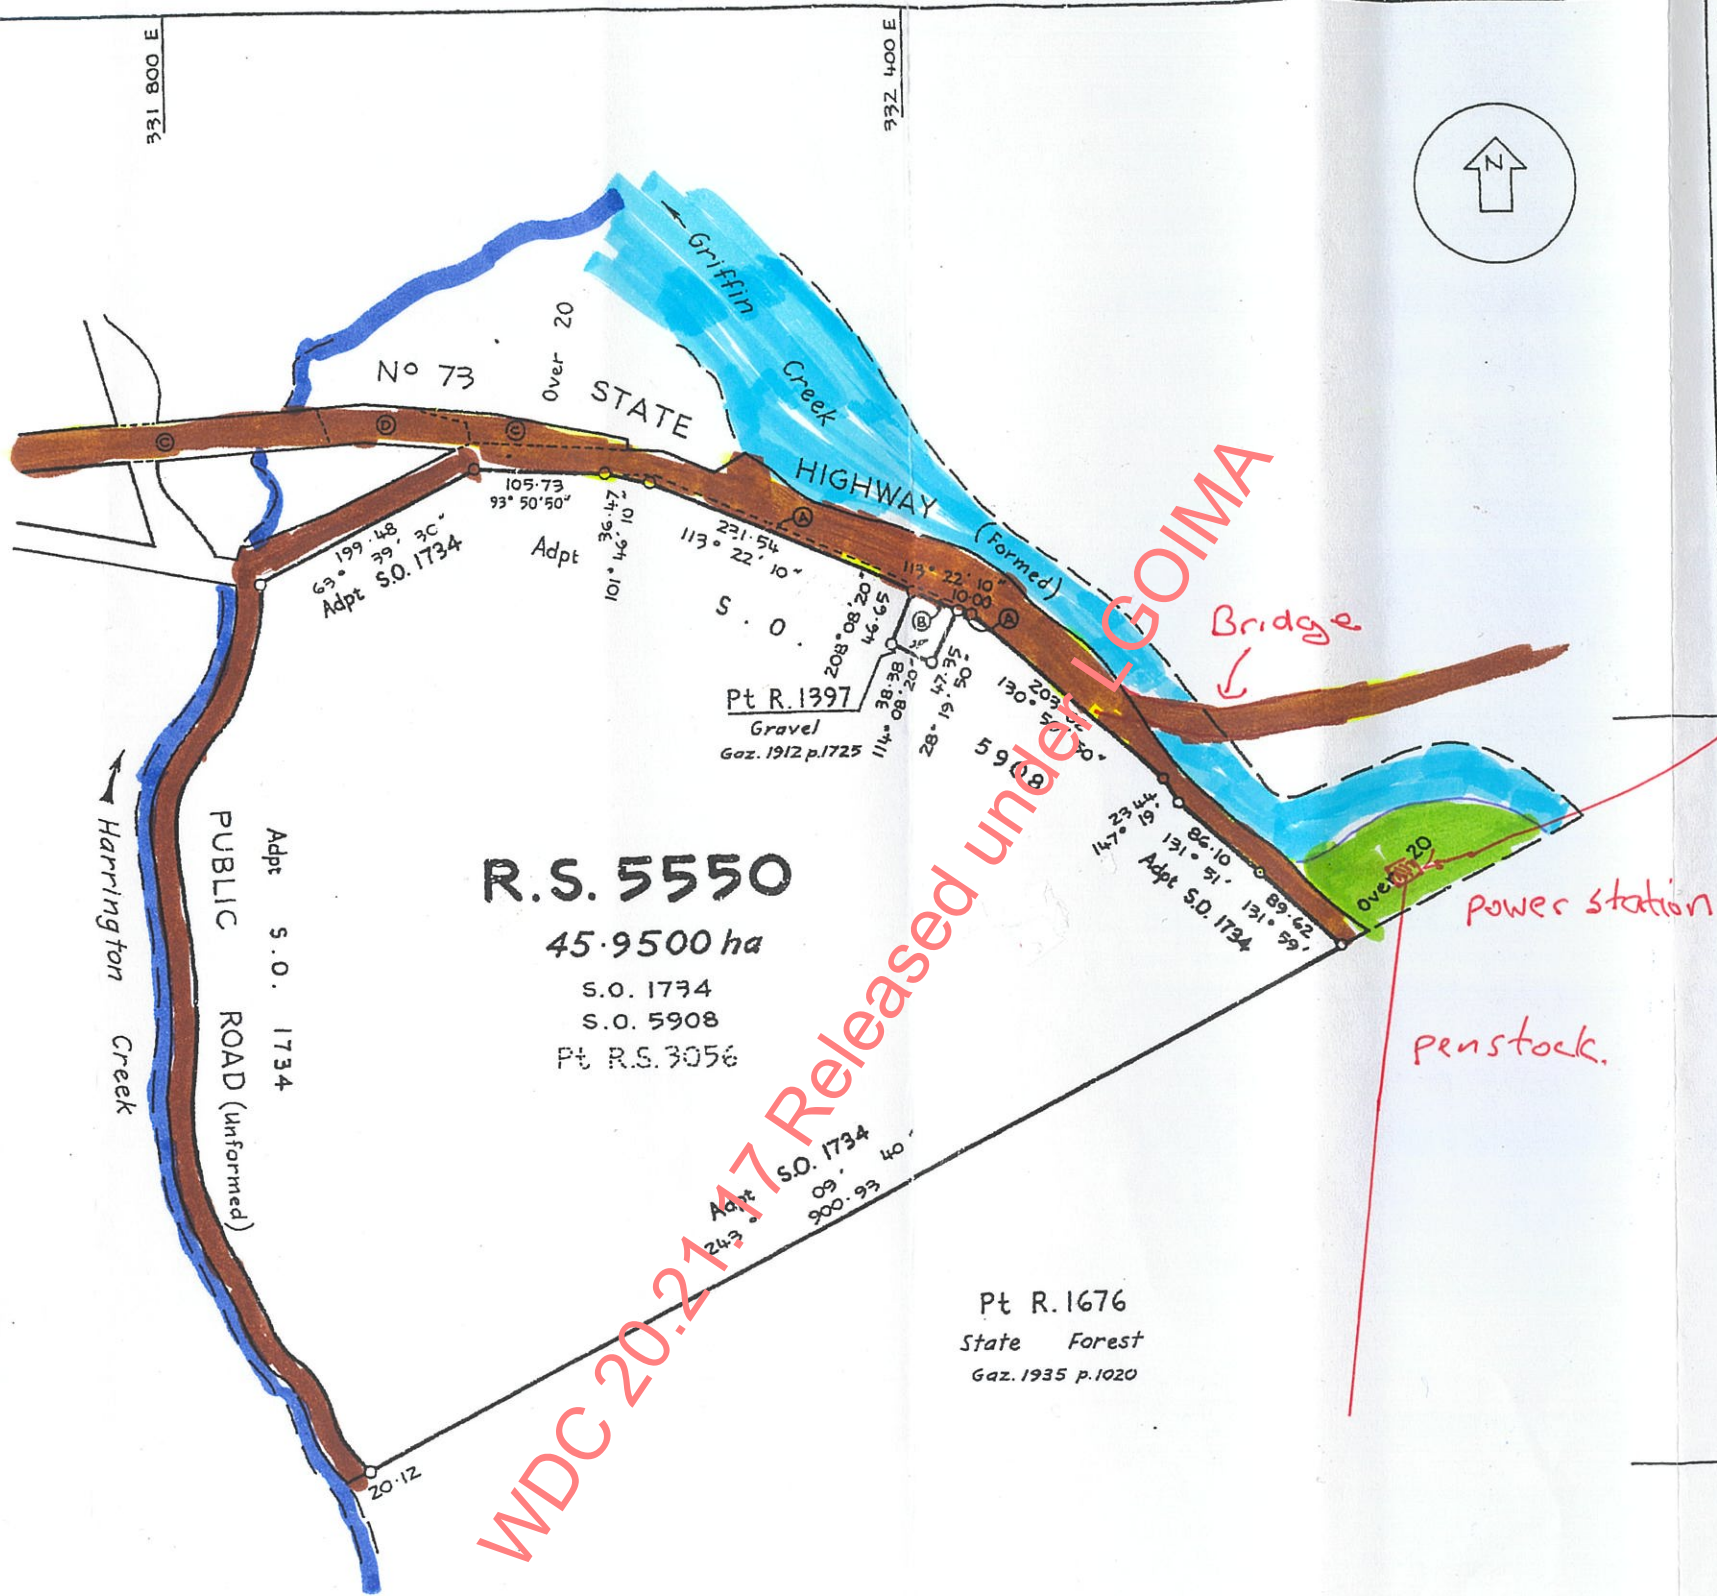 331 800 E
332 400 E
N
Griffin
Creek
Over 20
No 73
STATE
HIGHWAY
(Formed)
C
D
C
A
105.73
93° 50' 50"
Adpt
36.47
101° 46' 10"
199.48
63° 39' 30"
Adpt S.O. 1734
231.54
113° 22' 10"
S. O.
5908
113° 22' 10"
10.00
A
B
208° 08' 20"
46.65
38.38
114° 08' 20"
47.35
28° 19' 50"
Pt R.1397
Gravel
Gaz. 1912 p.1725
Bridge
23.44
147° 19'
86.10
131° 51'
Adpt S.O. 1734
89.62
131° 59'
Over 20
power station
penstock.
Harrington Creek
PUBLIC ROAD (Unformed)
Adpt S.O. 1734
R.S. 5550
45.9500 ha
S.O. 1734
S.O. 5908
Pt R.S. 3056
Adpt S.O. 1734
243° 09' 40"
900.93
Pt R. 1676
State Forest
Gaz. 1935 p.1020
20.12
WDC 20.21.117 Released under LGOIMA